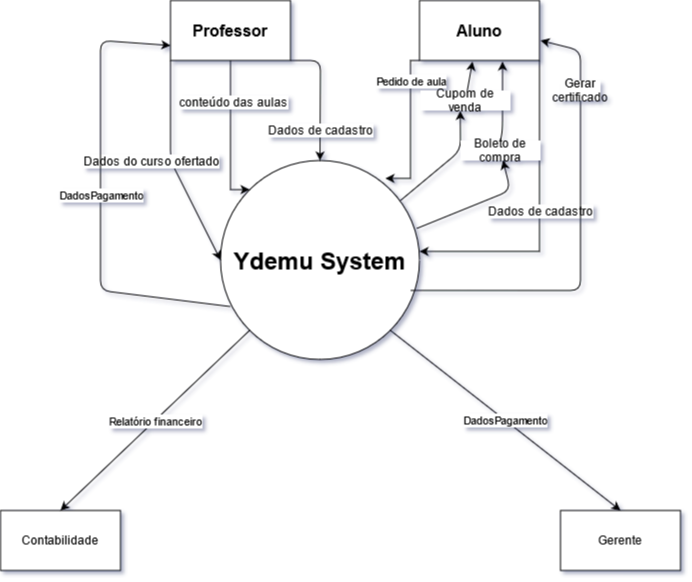 Professor
Aluno
Pedido de aula
Gerar
certificado
Cupom de
venda
conteúdo das aulas
Dados de cadastro
Boleto de
compra
Dados do curso ofertado
DadosPagamento
Dados de cadastro
Ydemu System
Relatório financeiro
DadosPagamento
Contabilidade
Gerente